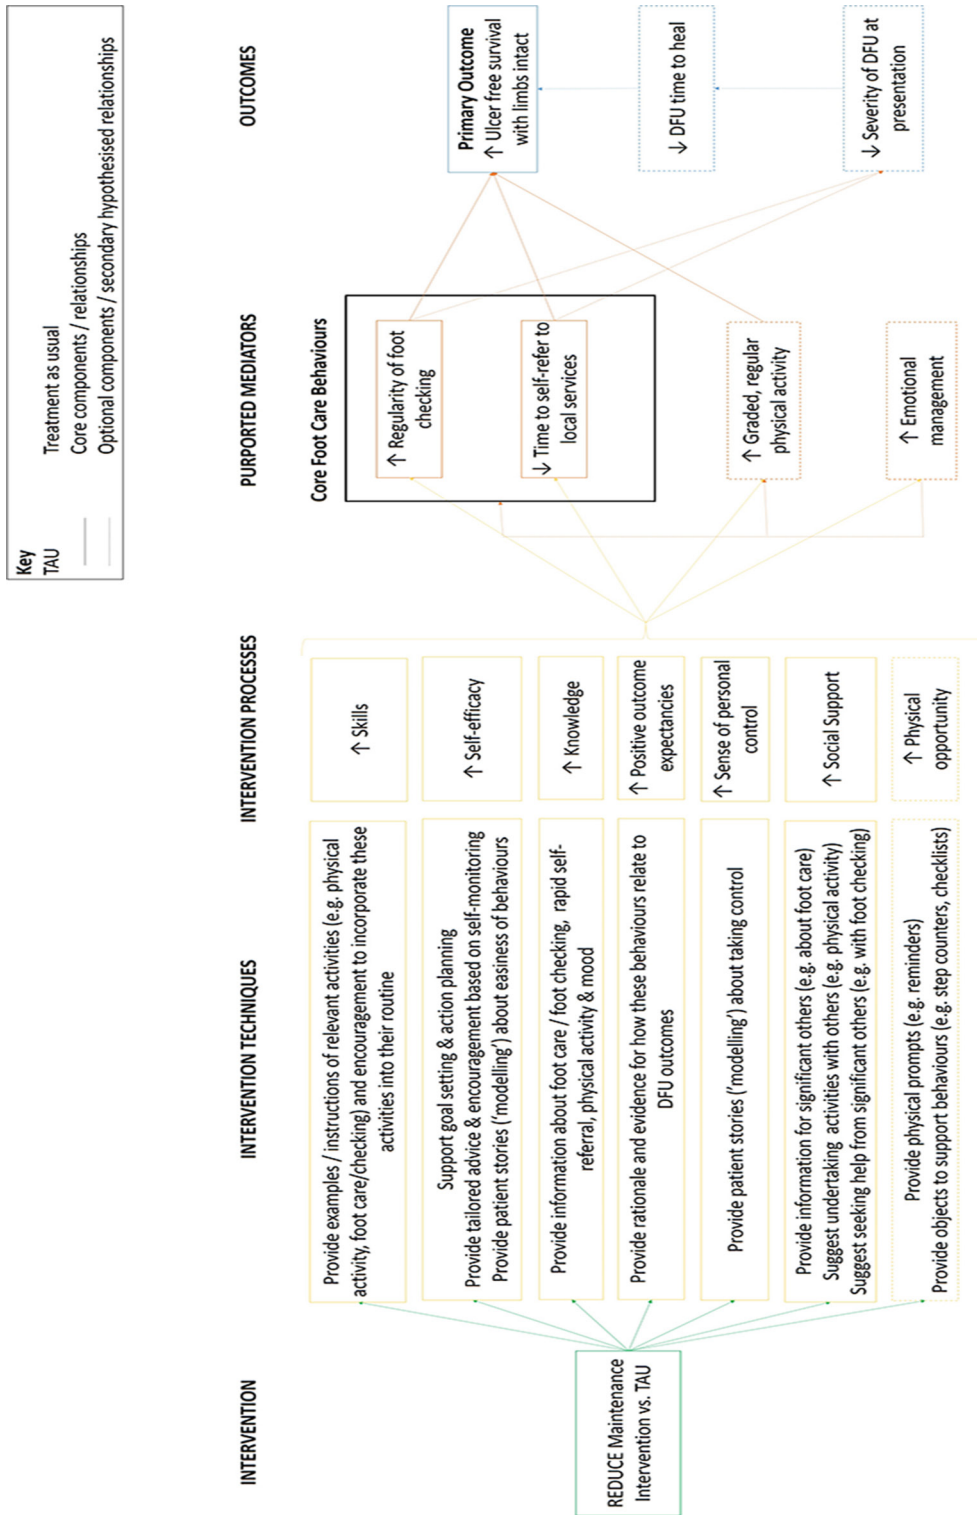 Key
TAU Treatment as usual
Core components / relationships
Optional components / secondary hypothesised relationships
INTERVENTION
INTERVENTION TECHNIQUES
INTERVENTION PROCESSES
PURPORTED MEDIATORS
OUTCOMES
REDUCE Maintenance
Intervention vs. TAU
Provide examples / instructions of relevant activities (e.g. physical
activity, foot care/checking) and encouragement to incorporate these
activities into their routine
↑ Skills
Support goal setting & action planning
Provide tailored advice & encouragement based on self-monitoring
Provide patient stories ('modelling') about easiness of behaviours
↑ Self-efficacy
Provide information about foot care / foot checking, rapid self-
referral, physical activity & mood
↑ Knowledge
Provide rationale and evidence for how these behaviours relate to
DFU outcomes
↑ Positive outcome
expectancies
Provide patient stories ('modelling') about taking control
↑ Sense of personal
control
Provide information for significant others (e.g. about foot care)
Suggest undertaking activities with others (e.g. physical activity)
Suggest seeking help from significant others (e.g. with foot checking)
↑ Social Support
Provide physical prompts (e.g. reminders)
Provide objects to support behaviours (e.g. step counters, checklists)
↑ Physical
opportunity
Core Foot Care Behaviours
↑ Regularity of foot
checking
↓ Time to self-refer to
local services
↑ Graded, regular
physical activity
↑ Emotional
management
Primary Outcome
↑ Ulcer free survival
with limbs intact
↓ DFU time to heal
↓ Severity of DFU at
presentation